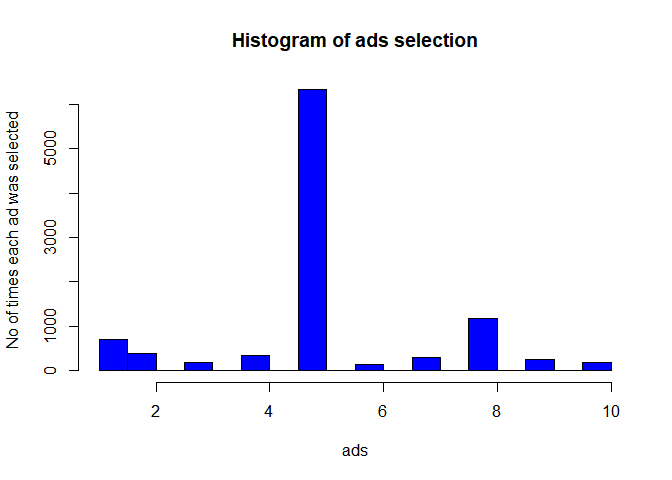 Histogram of ads selection
No of times each ad was selected
5000
3000
1000
0
2 4 6 8 10
ads